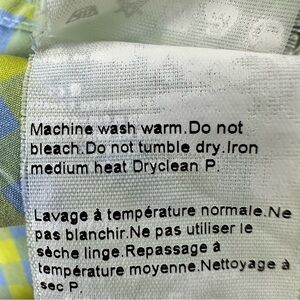 Machine wash warm.Do not
bleach.Do not tumble dry.Iron
medium heat Dryclean P.
Lavage à température normale.Ne
pas blanchir.Ne pas utiliser le
sèche linge.Repassage à
température moyenne.Nettoyage à
sec P.